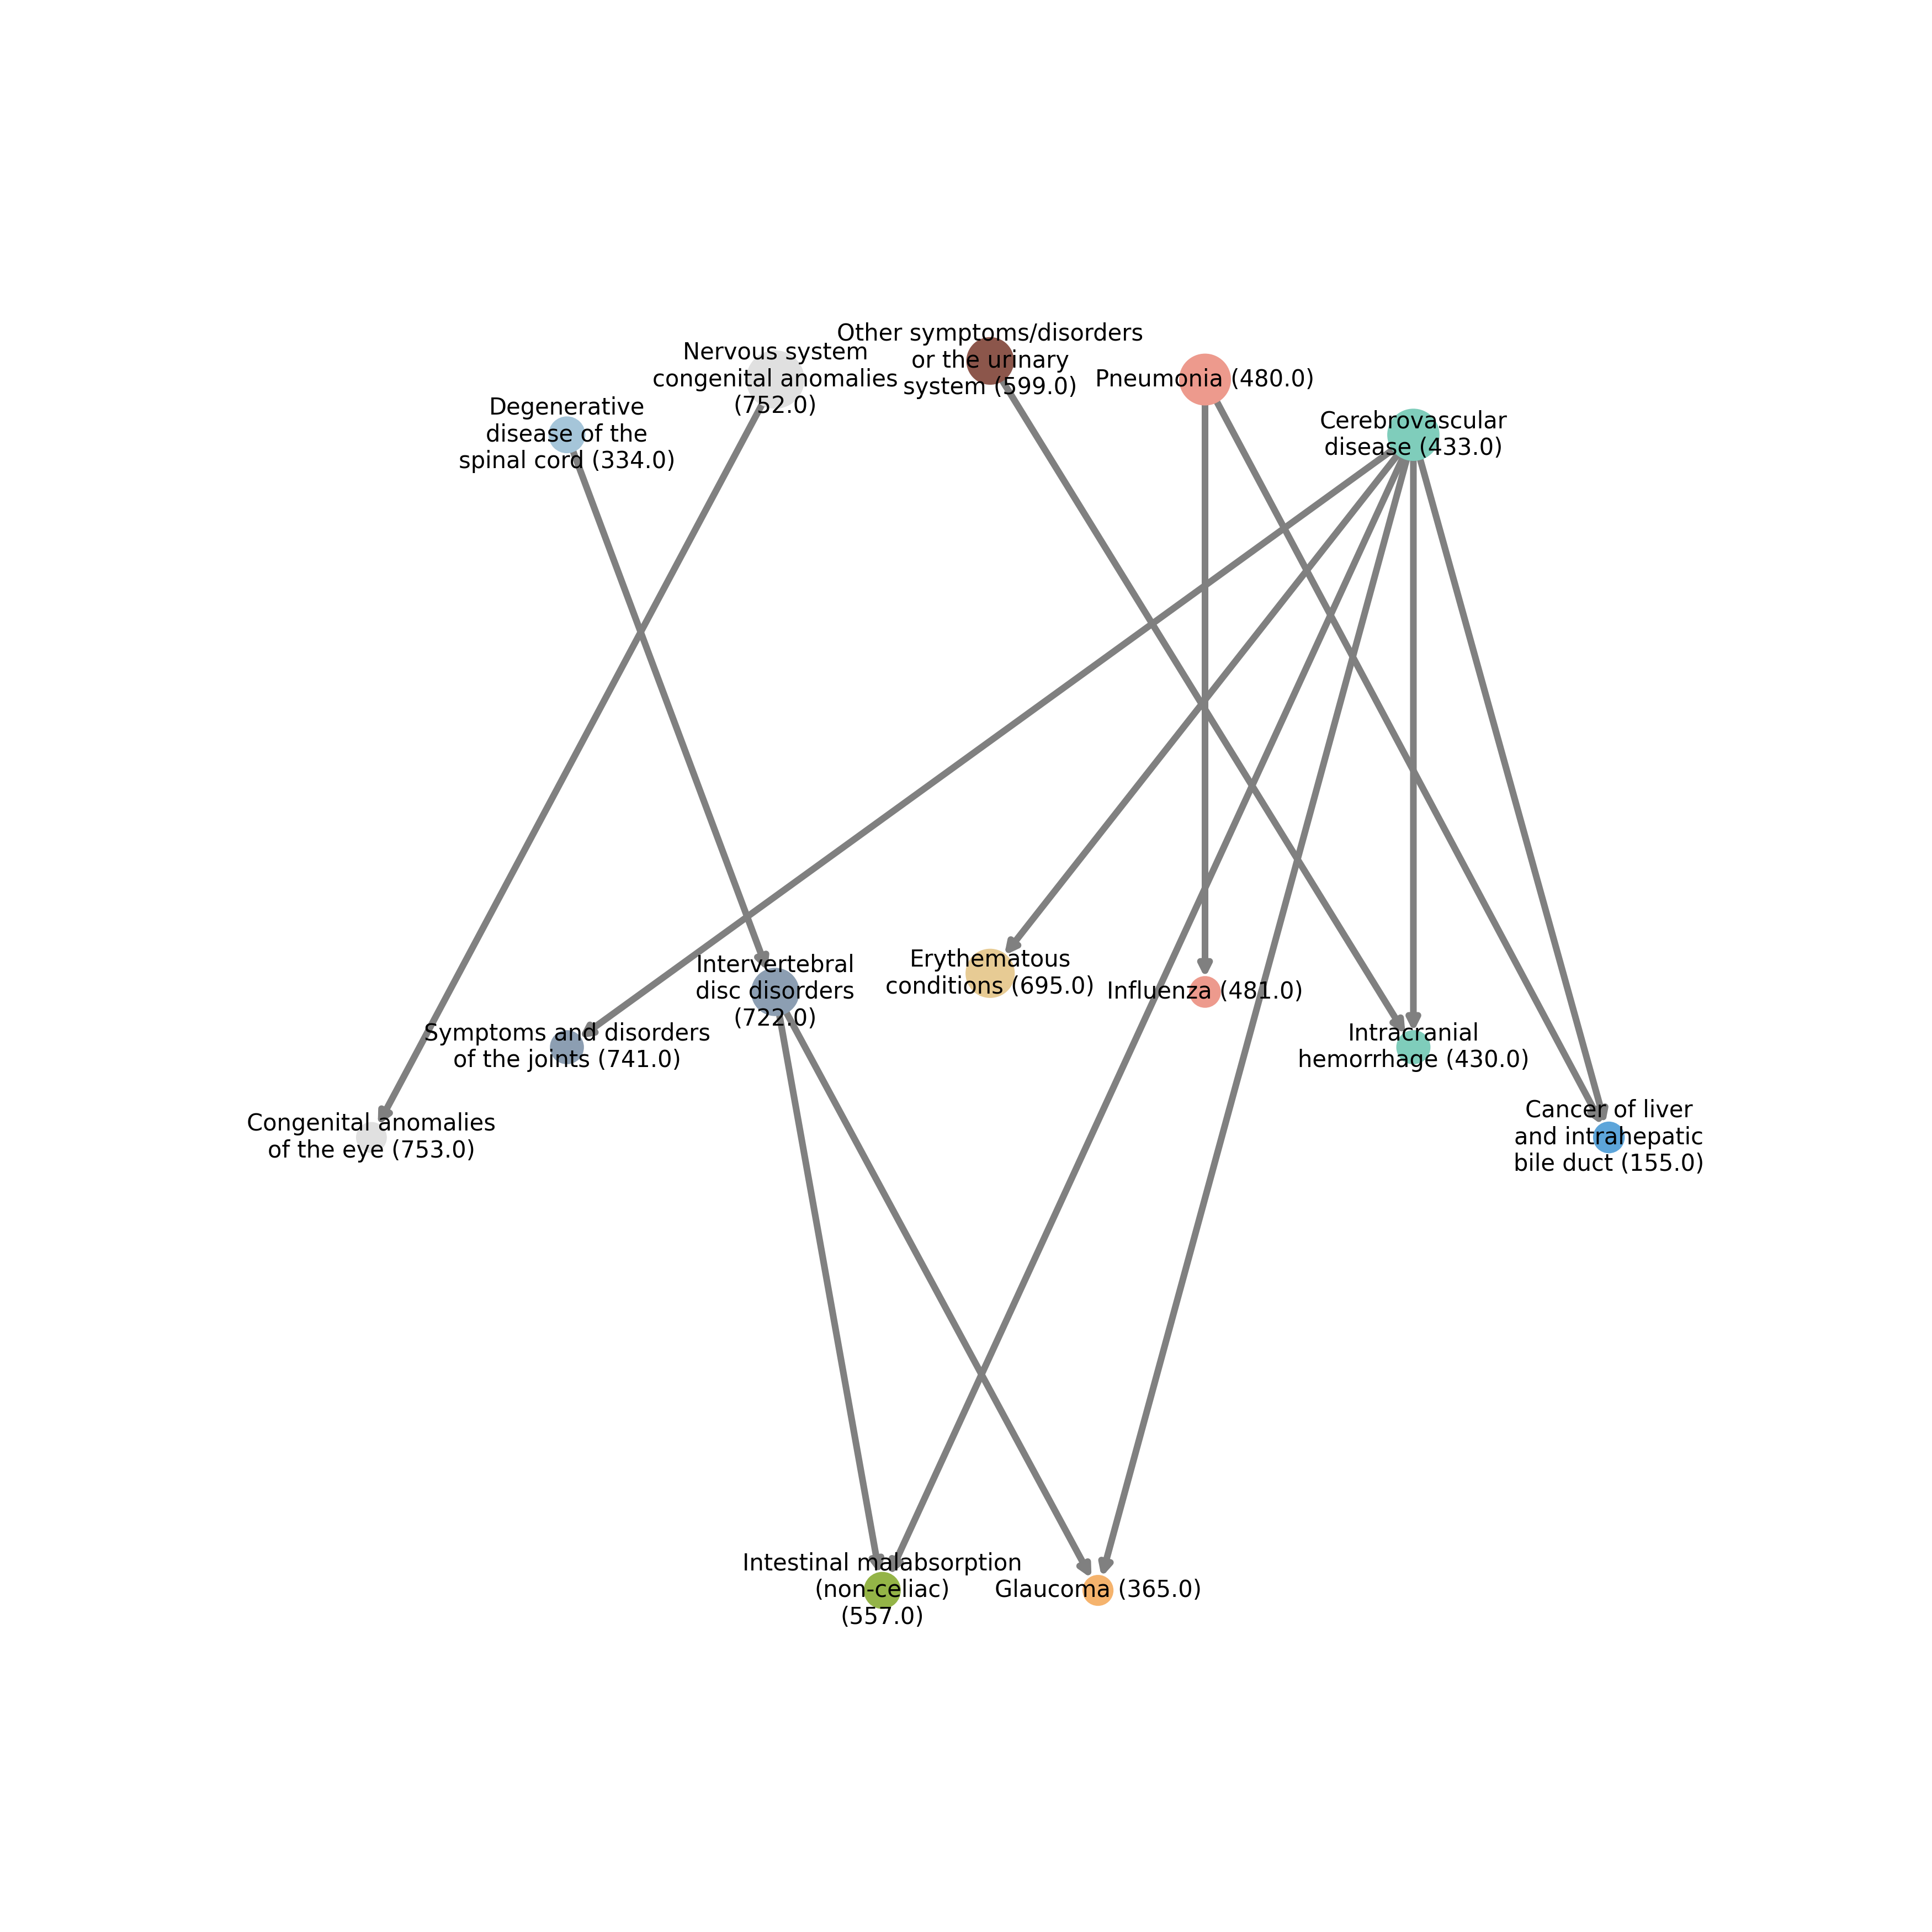 Other symptoms/disorders
or the urinary
system (599.0)
Nervous system
congenital anomalies
(752.0)
Pneumonia (480.0)
Degenerative
disease of the
spinal cord (334.0)
Cerebrovascular
disease (433.0)
Intervertebral
disc disorders
(722.0)
Erythematous
conditions (695.0)
Influenza (481.0)
Symptoms and disorders
of the joints (741.0)
Intracranial
hemorrhage (430.0)
Congenital anomalies
of the eye (753.0)
Cancer of liver
and intrahepatic
bile duct (155.0)
Intestinal malabsorption
(non-celiac)
(557.0)
Glaucoma (365.0)